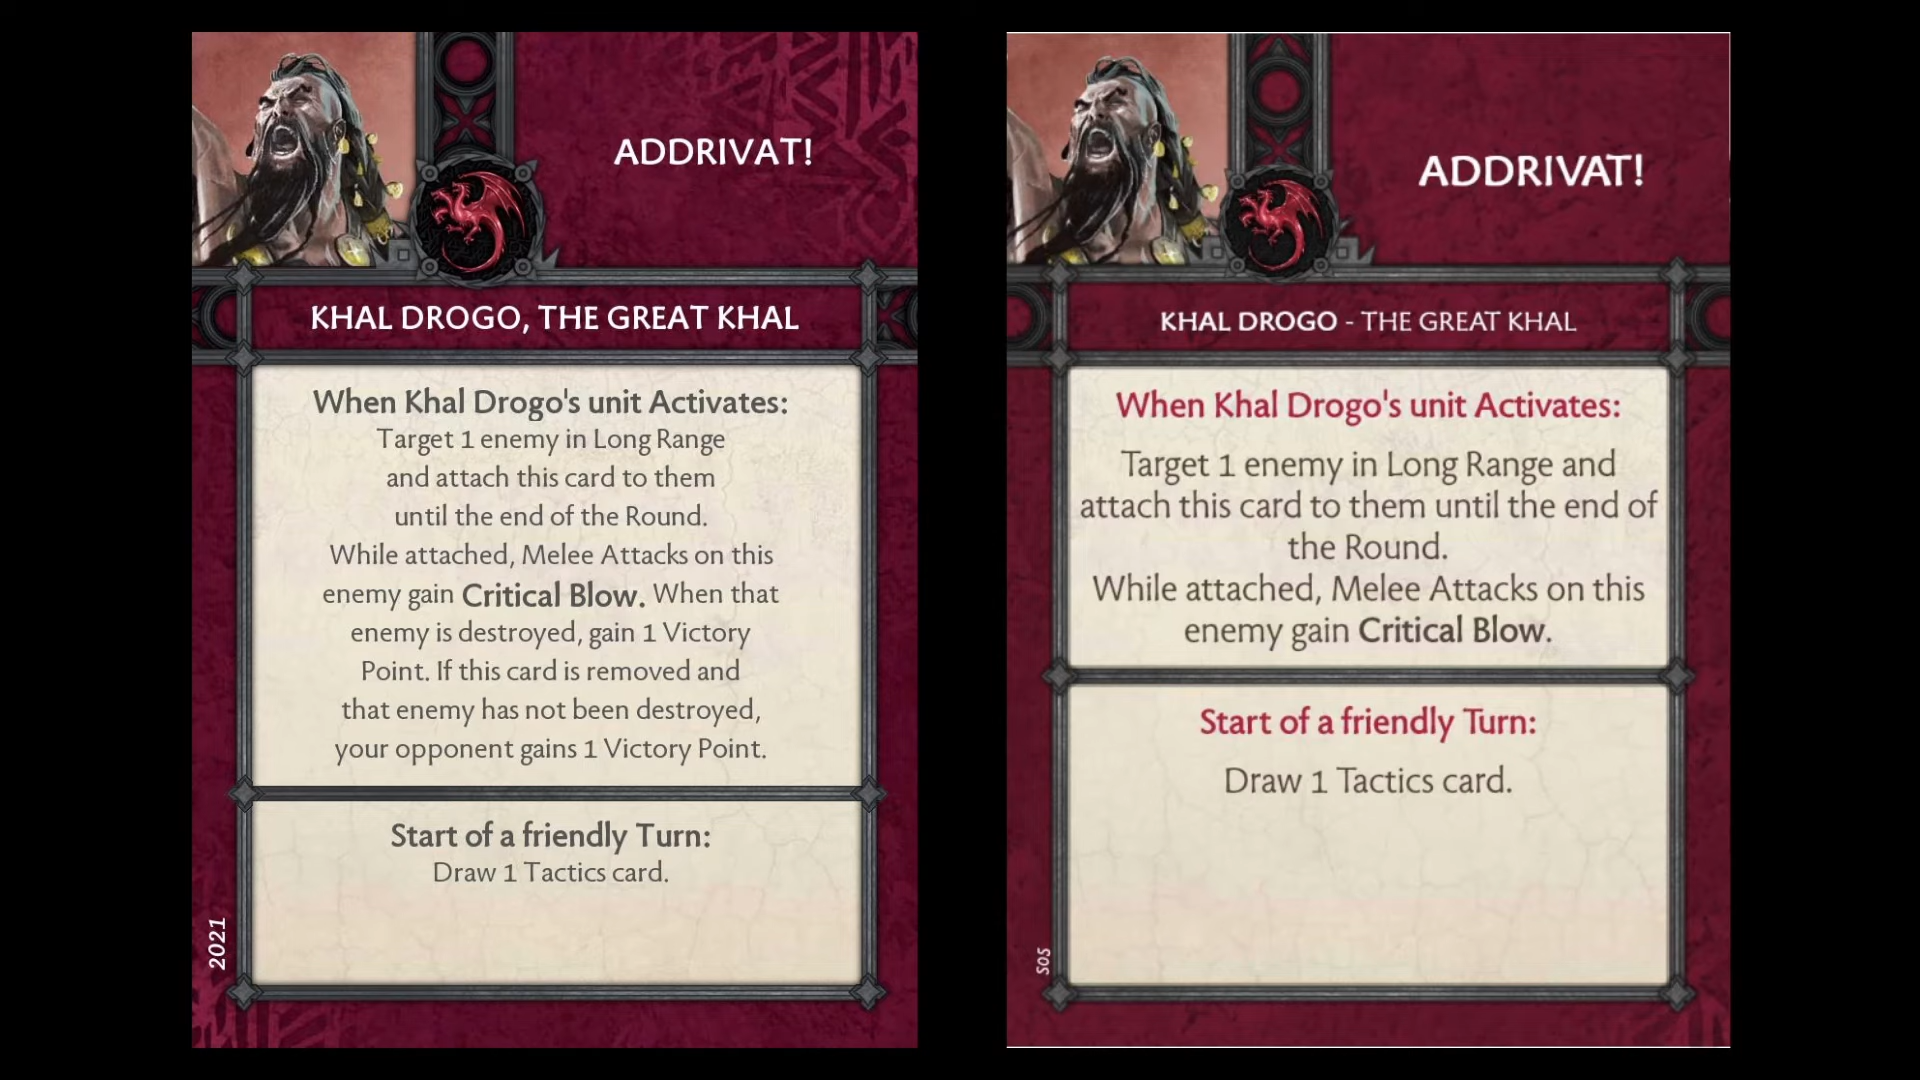 ADDRIVAT!
KHAL DROGO, THE GREAT KHAL
When Khal Drogo's unit Activates:
Target 1 enemy in Long Range
and attach this card to them
until the end of the Round.
While attached, Melee Attacks on this
enemy gain Critical Blow. When that
enemy is destroyed, gain 1 Victory
Point. If this card is removed and
that enemy has not been destroyed,
your opponent gains 1 Victory Point.
Start of a friendly Turn:
Draw 1 Tactics card.
2021
ADDRIVAT!
KHAL DROGO - THE GREAT KHAL
When Khal Drogo's unit Activates:
Target 1 enemy in Long Range and
attach this card to them until the end of
the Round.
While attached, Melee Attacks on this
enemy gain Critical Blow.
Start of a friendly Turn:
Draw 1 Tactics card.
S05